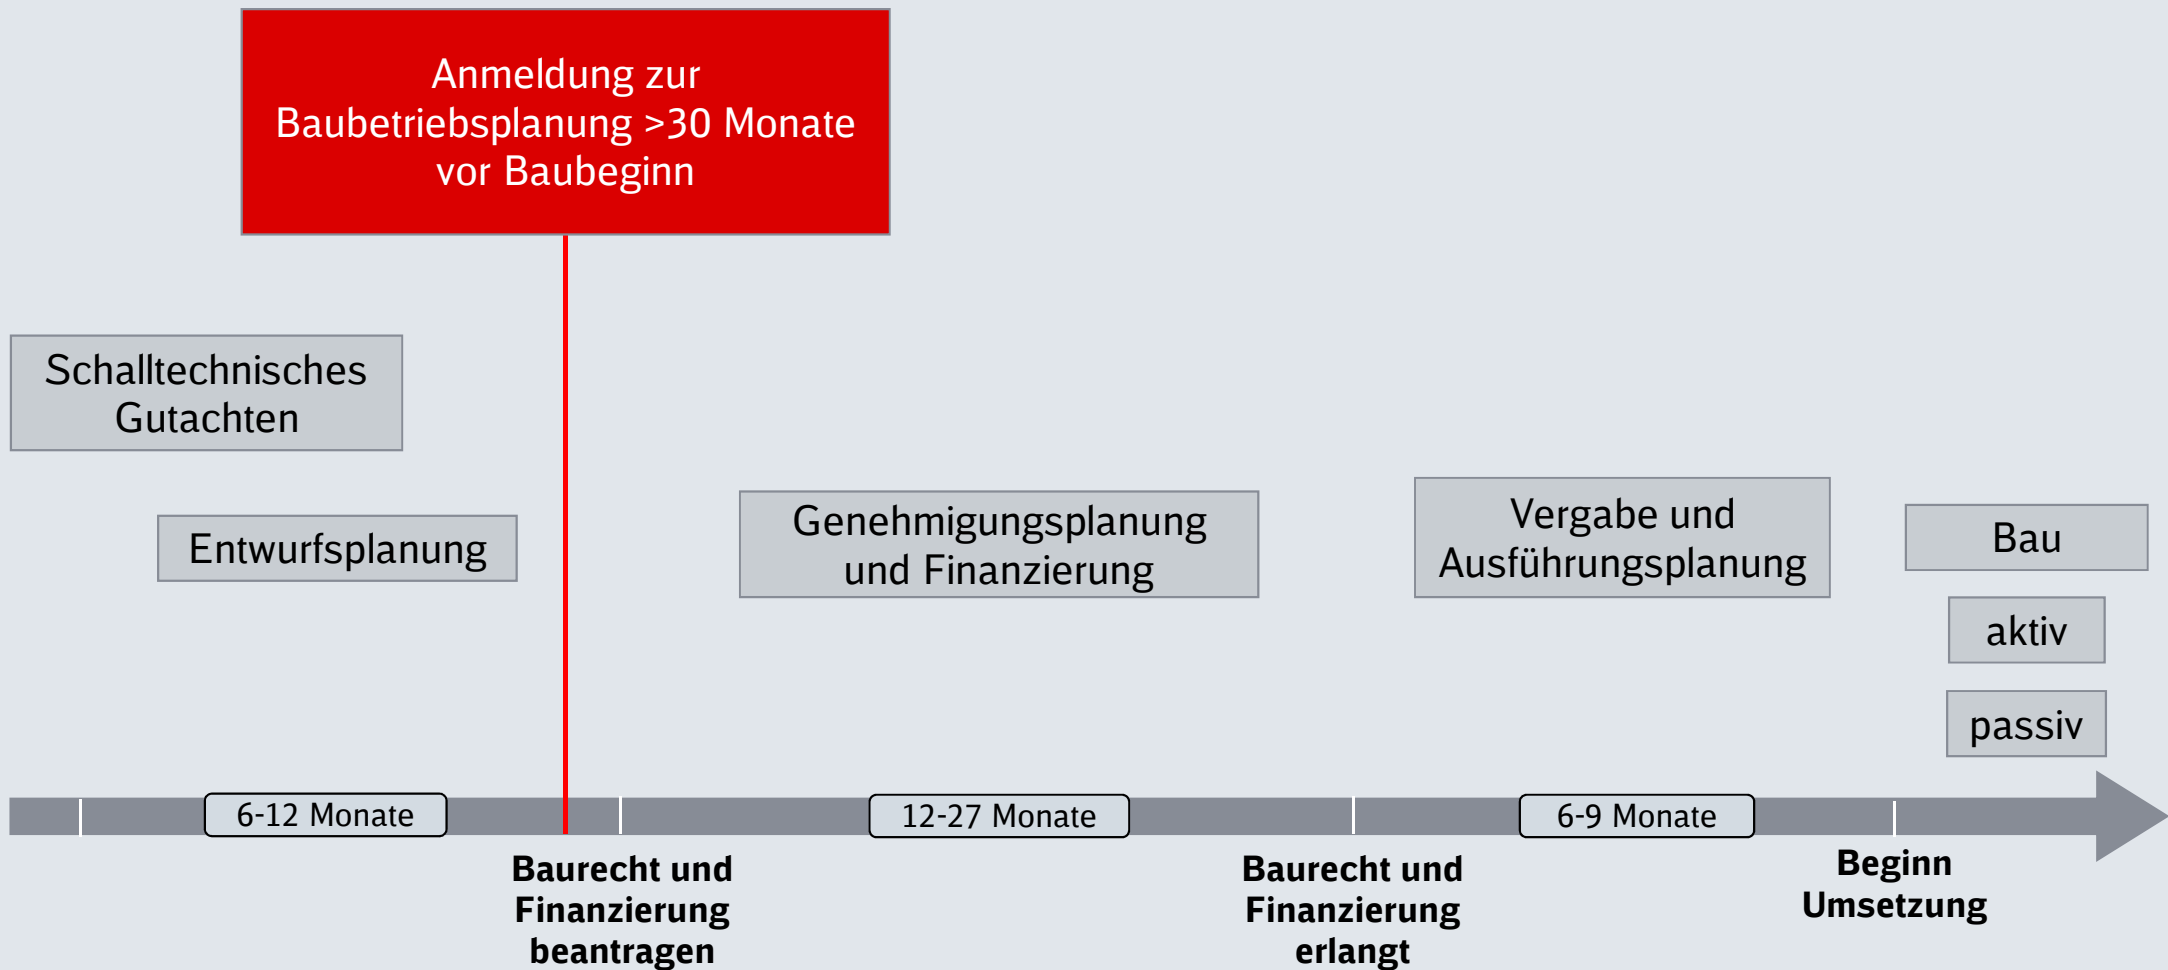 Anmeldung zur
Baubetriebsplanung >30 Monate
vor Baubeginn
Schalltechnisches
Gutachten
Entwurfsplanung
Genehmigungsplanung
und Finanzierung
Vergabe und
Ausführungsplanung
Bau
aktiv
passiv
6-12 Monate
12-27 Monate
6-9 Monate
Baurecht und
Finanzierung
beantragen
Baurecht und
Finanzierung
erlangt
Beginn
Umsetzung